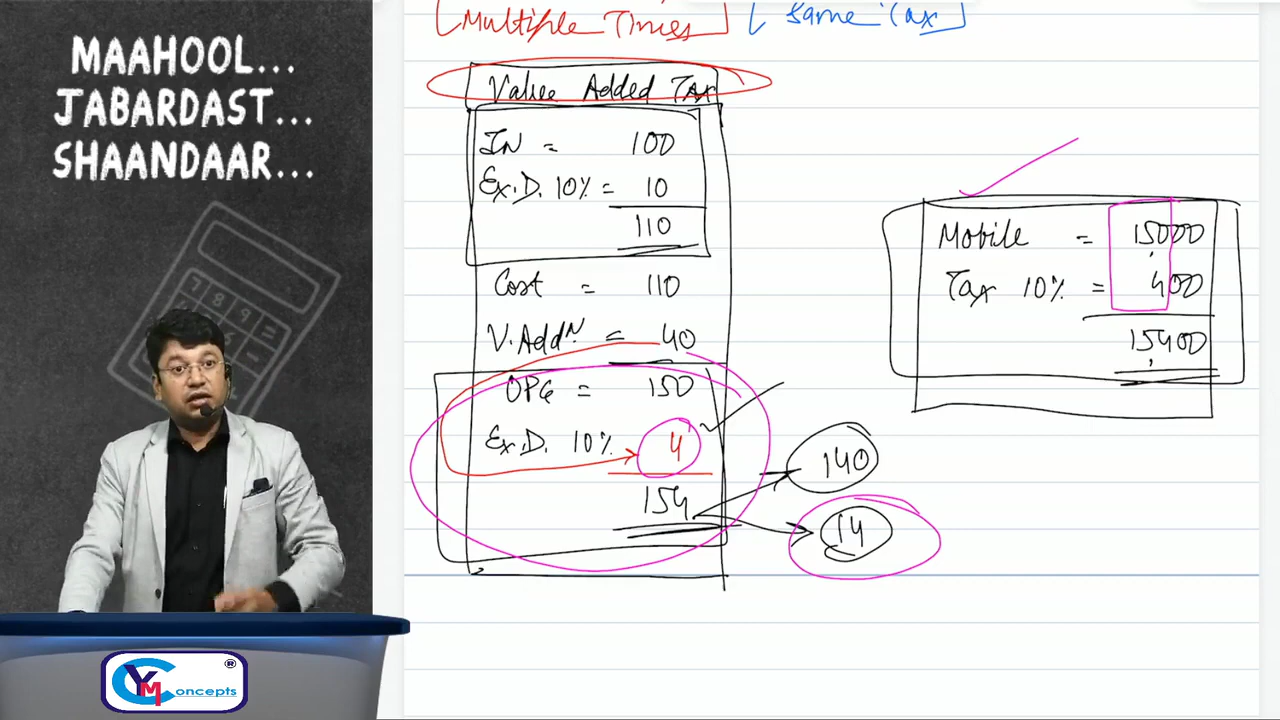 MAAHOOL...
JABARDAST...
SHAANDAAR...
[Multiple Times] [Same Tax]
Value Added Tax
IN = 100
Ex.D. 10% = 10
110
Cost = 110
V.Addn = 40
OPG = 150
Ex.D. 10% 4
154
140
14
Mobile = 15000
Tax 10% = 400
15400
CYM Concepts ®